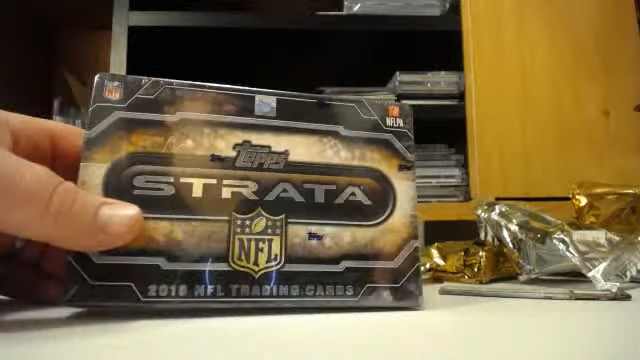 NFL
NFLPA
Topps
STRATA
NFL
2015 NFL TRADING CARDS